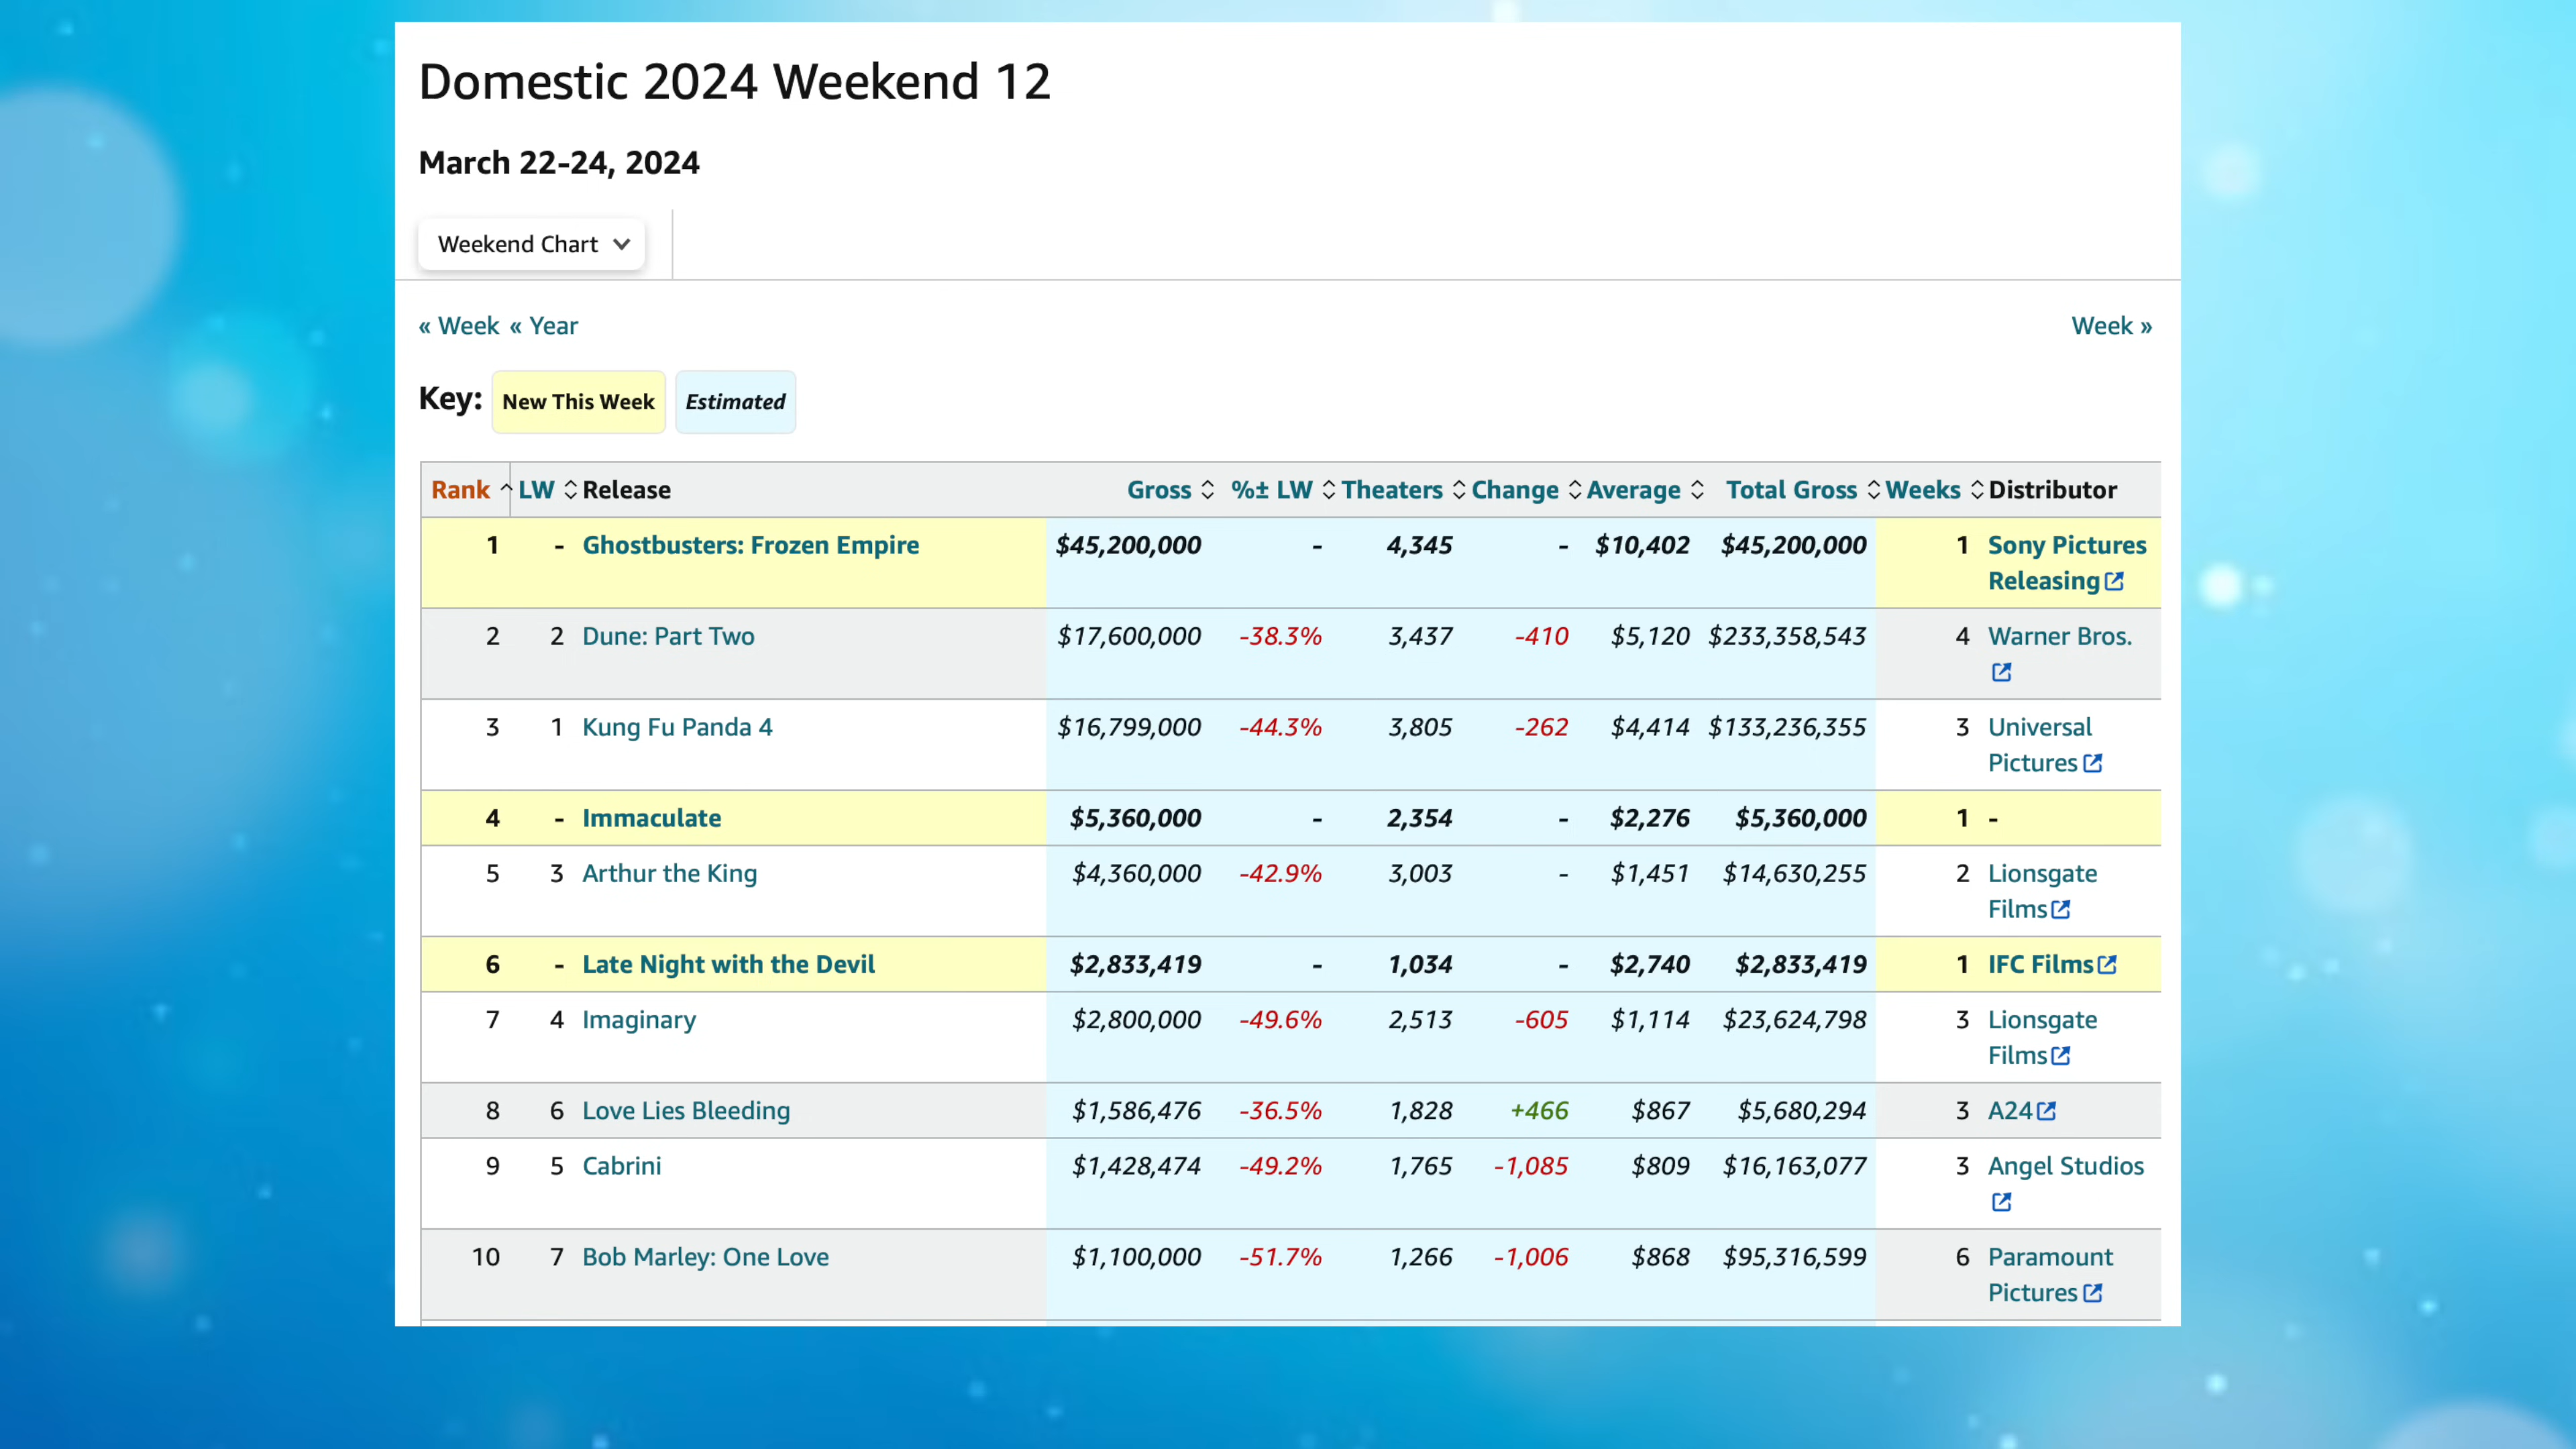 Domestic 2024 Weekend 12
March 22-24, 2024
Weekend Chart
« Week « Year Week »
Key: New This Week Estimated
Rank LW Release Gross %± LW Theaters Change Average Total Gross Weeks Distributor
1 - Ghostbusters: Frozen Empire $45,200,000 - 4,345 - $10,402 $45,200,000 1 Sony Pictures
Releasing
2 2 Dune: Part Two $17,600,000 -38.3% 3,437 -410 $5,120 $233,358,543 4 Warner Bros.
3 1 Kung Fu Panda 4 $16,799,000 -44.3% 3,805 -262 $4,414 $133,236,355 3 Universal
Pictures
4 - Immaculate $5,360,000 - 2,354 - $2,276 $5,360,000 1 -
5 3 Arthur the King $4,360,000 -42.9% 3,003 - $1,451 $14,630,255 2 Lionsgate
Films
6 - Late Night with the Devil $2,833,419 - 1,034 - $2,740 $2,833,419 1 IFC Films
7 4 Imaginary $2,800,000 -49.6% 2,513 -605 $1,114 $23,624,798 3 Lionsgate
Films
8 6 Love Lies Bleeding $1,586,476 -36.5% 1,828 +466 $867 $5,680,294 3 A24
9 5 Cabrini $1,428,474 -49.2% 1,765 -1,085 $809 $16,163,077 3 Angel Studios
10 7 Bob Marley: One Love $1,100,000 -51.7% 1,266 -1,006 $868 $95,316,599 6 Paramount
Pictures